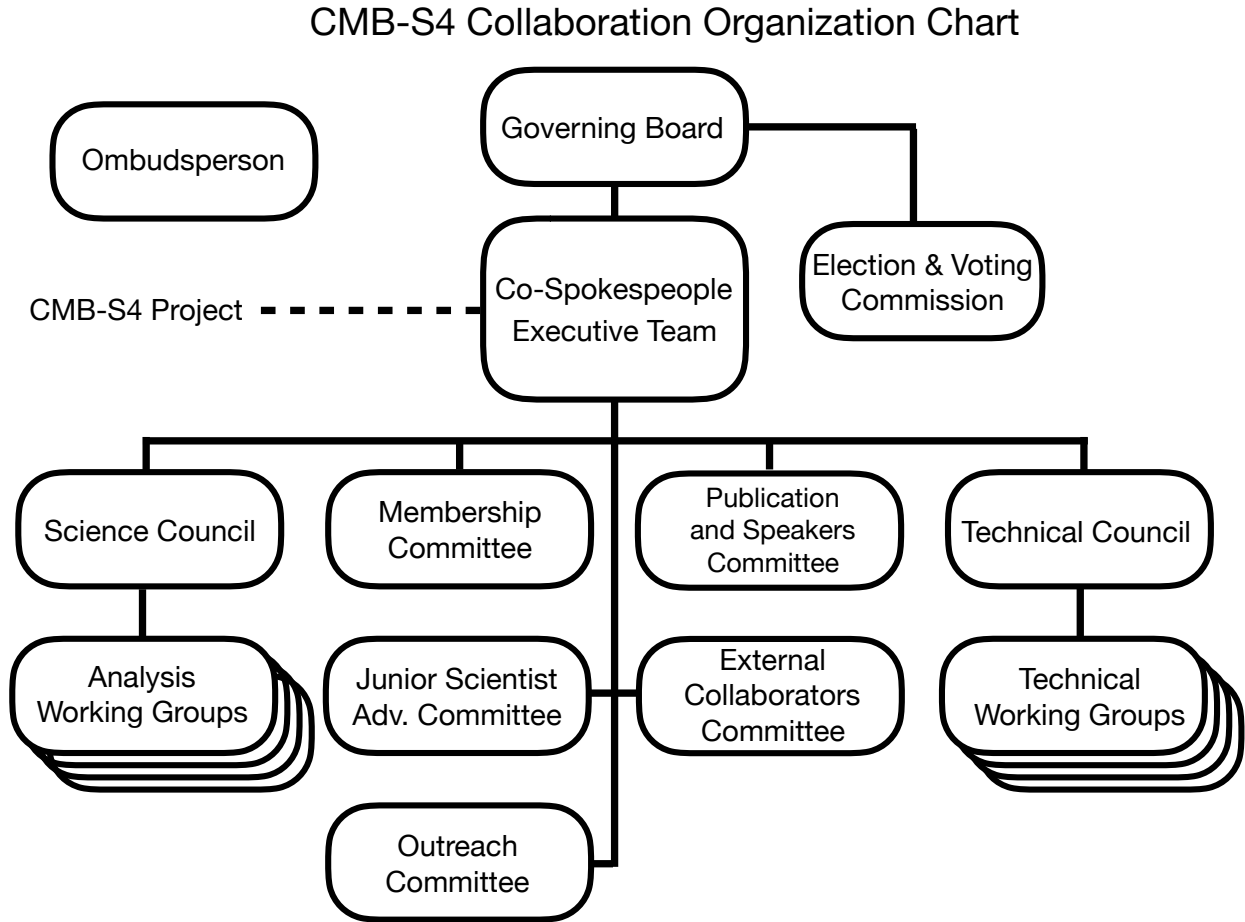 CMB-S4 Collaboration Organization Chart
Governing Board
Ombudsperson
Election & Voting
Commission
Co-Spokespeople
Executive Team
CMB-S4 Project
Science Council
Membership
Committee
Publication
and Speakers
Committee
Technical Council
Analysis
Working Groups
Junior Scientist
Adv. Committee
External
Collaborators
Committee
Technical
Working Groups
Outreach
Committee